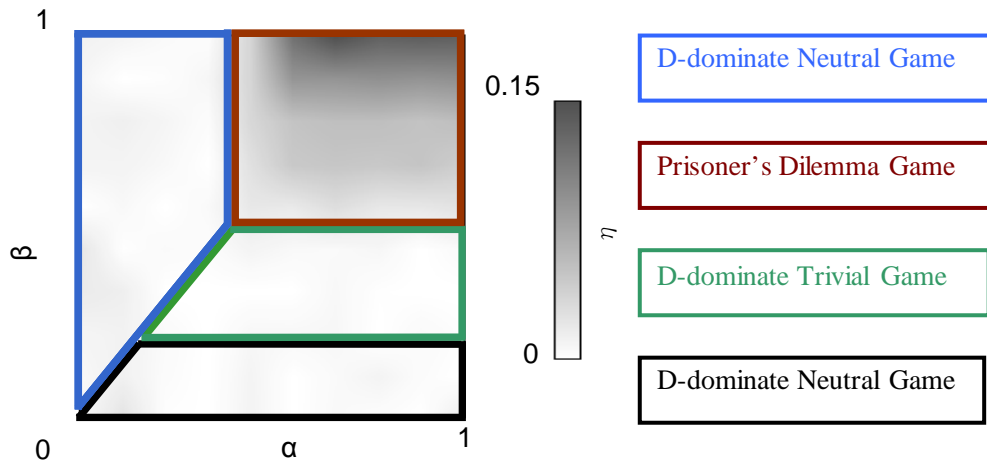 1
β
0
α
1
0.15
0
η
D-dominate Neutral Game
Prisoner’s Dilemma Game
D-dominate Trivial Game
D-dominate Neutral Game